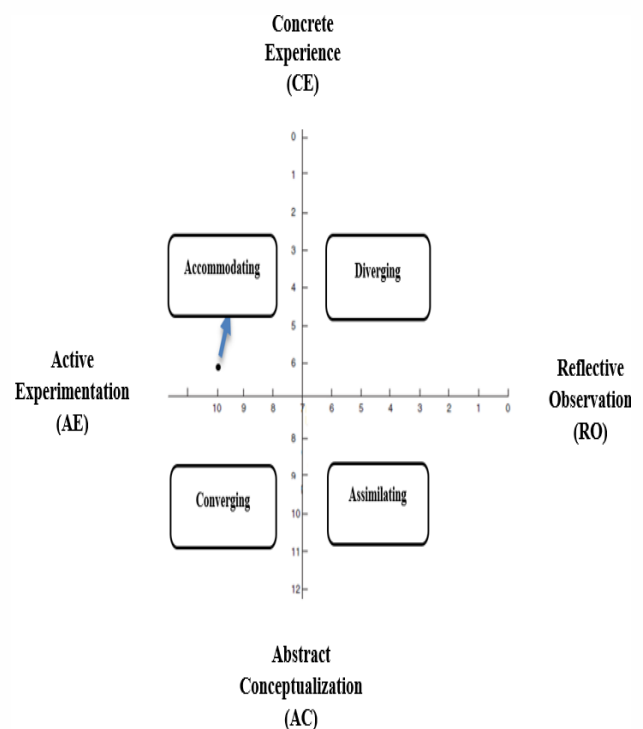 Concrete
Experience
(CE)
0
1
2
3
4
5
6
Accommodating
Diverging
Active
Experimentation
(AE)
10 9 8 7 6 5 4 3 2 1 0
Reflective
Observation
(RO)
8
9
10
11
12
Converging
Assimilating
Abstract
Conceptualization
(AC)